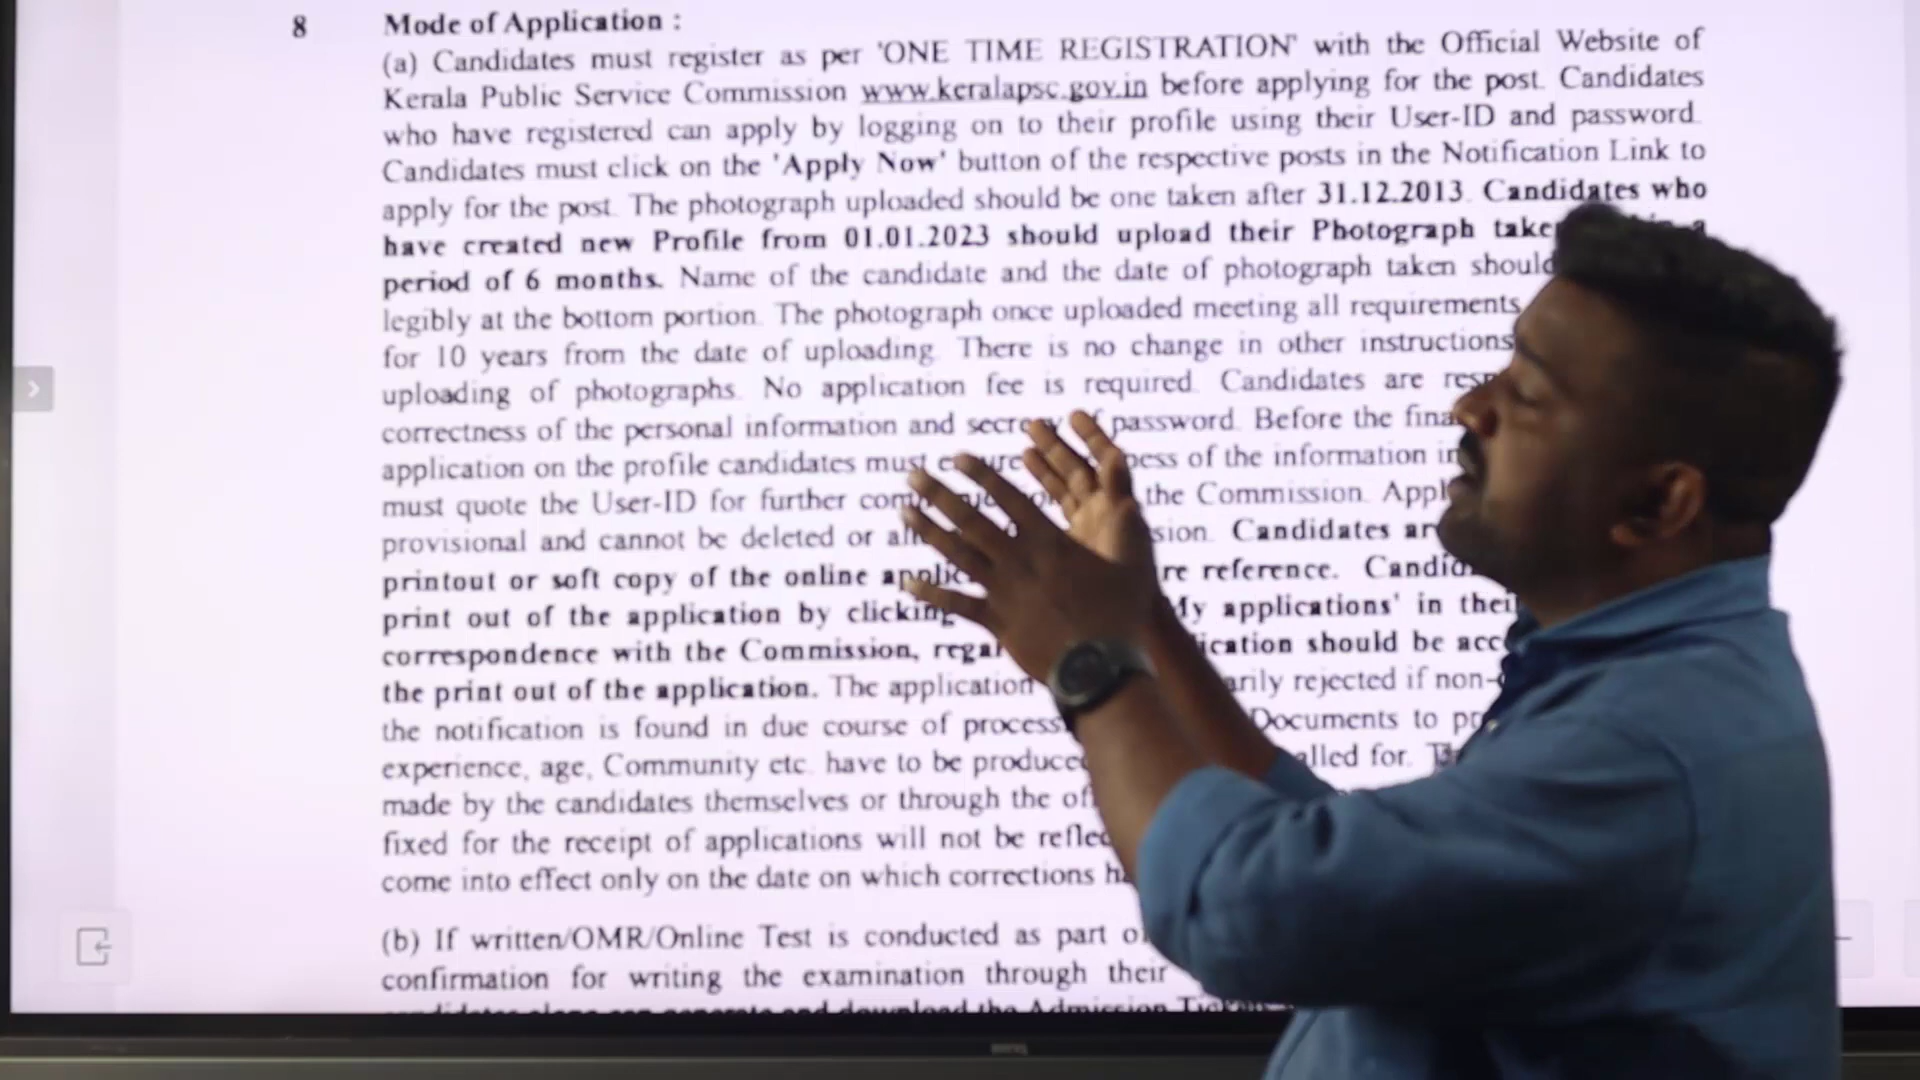 8 Mode of Application :
(a) Candidates must register as per 'ONE TIME REGISTRATION' with the Official Website of
Kerala Public Service Commission www.keralapsc.gov.in before applying for the post. Candidates
who have registered can apply by logging on to their profile using their User-ID and password.
Candidates must click on the 'Apply Now' button of the respective posts in the Notification Link to
apply for the post. The photograph uploaded should be one taken after 31.12.2013. Candidates who
have created new Profile from 01.01.2023 should upload their Photograph taken a
period of 6 months. Name of the candidate and the date of photograph taken should
legibly at the bottom portion. The photograph once uploaded meeting all requirements
for 10 years from the date of uploading. There is no change in other instructions
uploading of photographs. No application fee is required. Candidates are
correctness of the personal information and secrecy of password. Before the
application on the profile candidates must of the information
must quote the User-ID for further the Commission.
provisional and cannot be deleted or Candidates
printout or soft copy of the online reference.
print out of the application by clicking My applications' in
correspondence with the Commission, should be
the print out of the application. The application rejected if
the notification is found in due course of Documents to
experience, age, Community etc. have to be produced called for.
made by the candidates themselves or through the
fixed for the receipt of applications will not be
come into effect only on the date on which corrections
(b) If written/OMR/Online Test is conducted as part
confirmation for writing the examination through their
candidates alone can generate and download the Admission